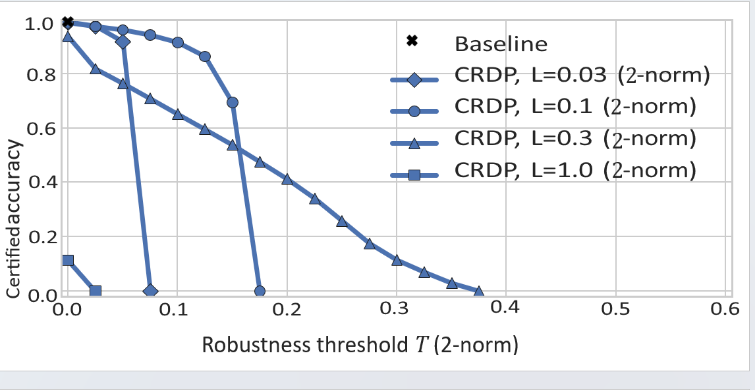 1.0
0.8
0.6
0.4
0.2
0.0
Certifiedaccuracy
Baseline
CRDP, L=0.03 (2-norm)
CRDP, L=0.1 (2-norm)
CRDP, L=0.3 (2-norm)
CRDP, L=1.0 (2-norm)
0.0 0.1 0.2 0.3 0.4 0.5 0.6
Robustness threshold T (2-norm)